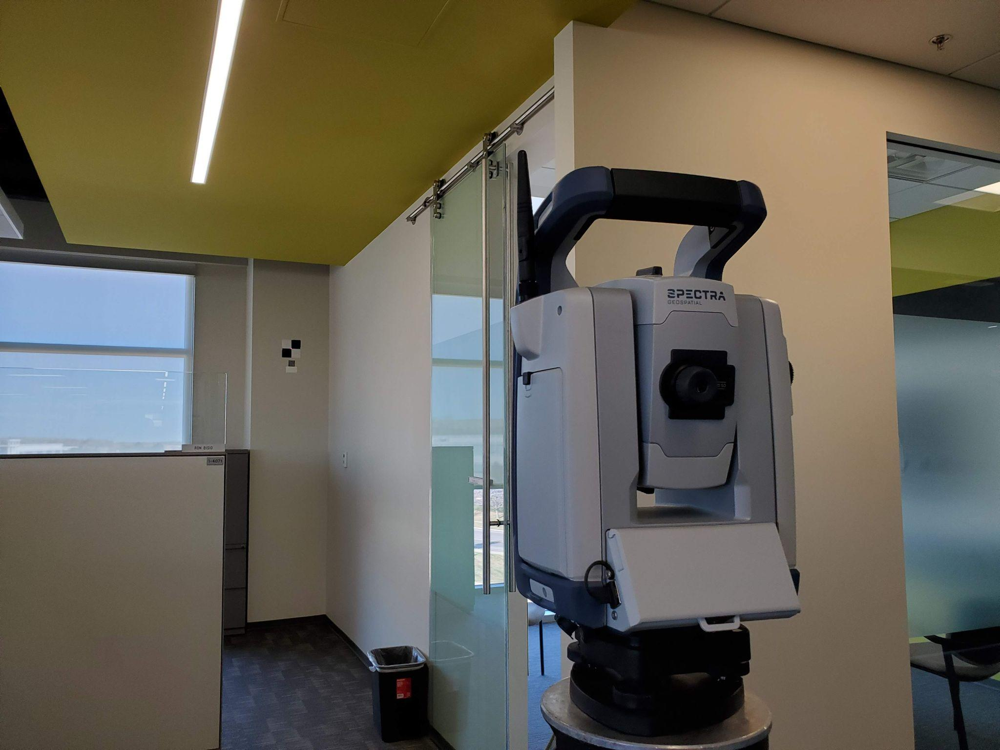 SPECTRA
GEOSPATIAL
RON BISIO
1-4071